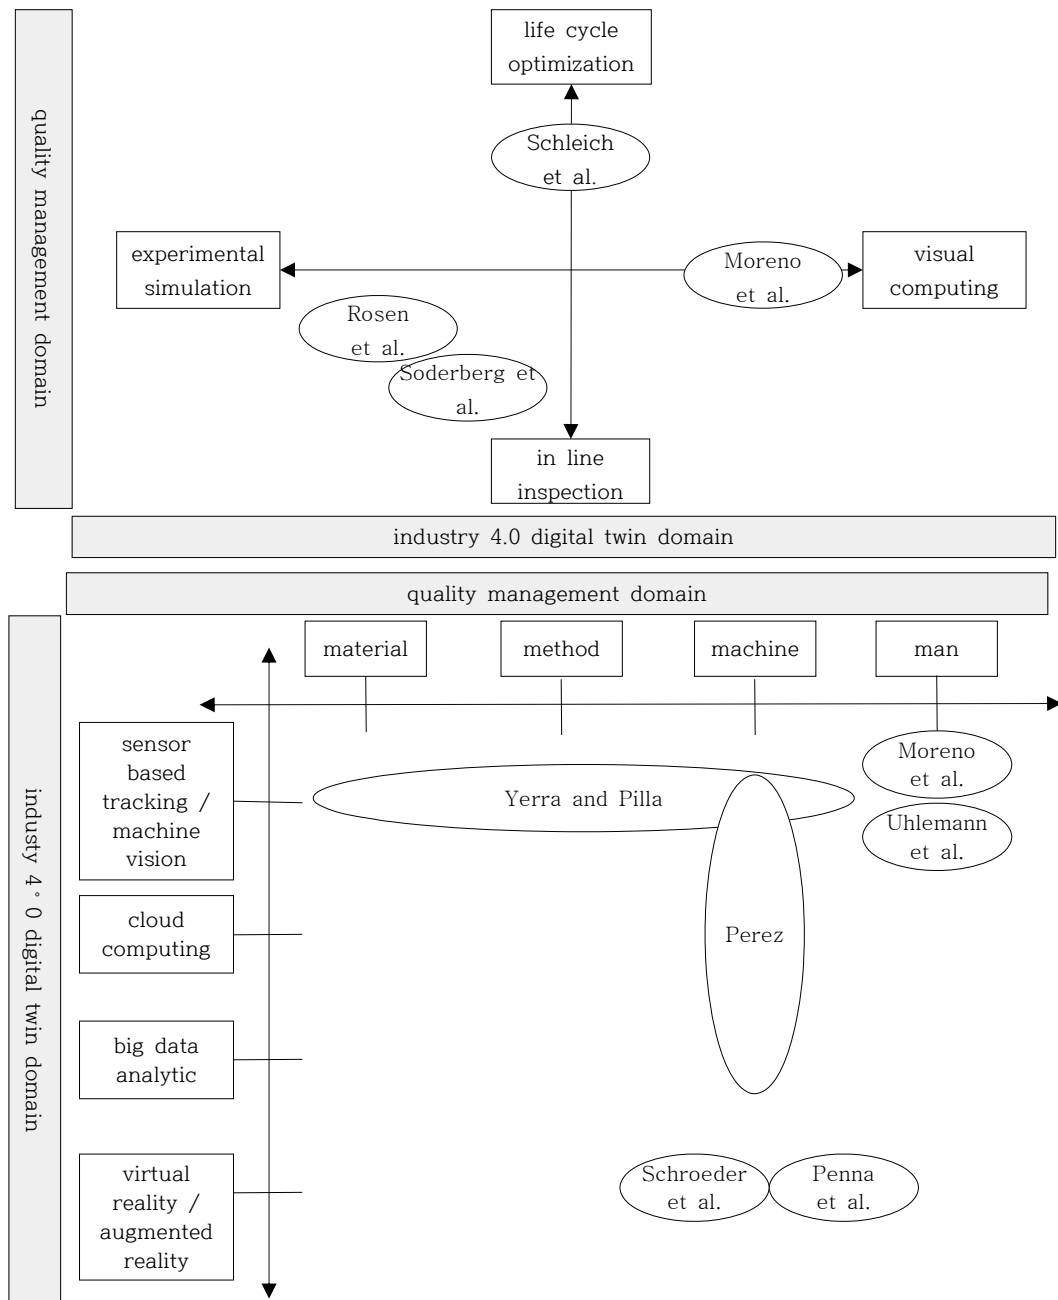 life cycle
optimization
quality management domain
Schleich
et al.
experimental
simulation
Moreno
et al.
visual
computing
Rosen
et al.
Soderberg et
al.
in line
inspection
industry 4.0 digital twin domain
quality management domain
material
method
machine
man
industy 4°0 digital twin domain
sensor
based
tracking /
machine
vision
Yerra and Pilla
Moreno
et al.
Uhlemann
et al.
cloud
computing
Perez
big data
analytic
virtual
reality /
augmented
reality
Schroeder
et al.
Penna
et al.